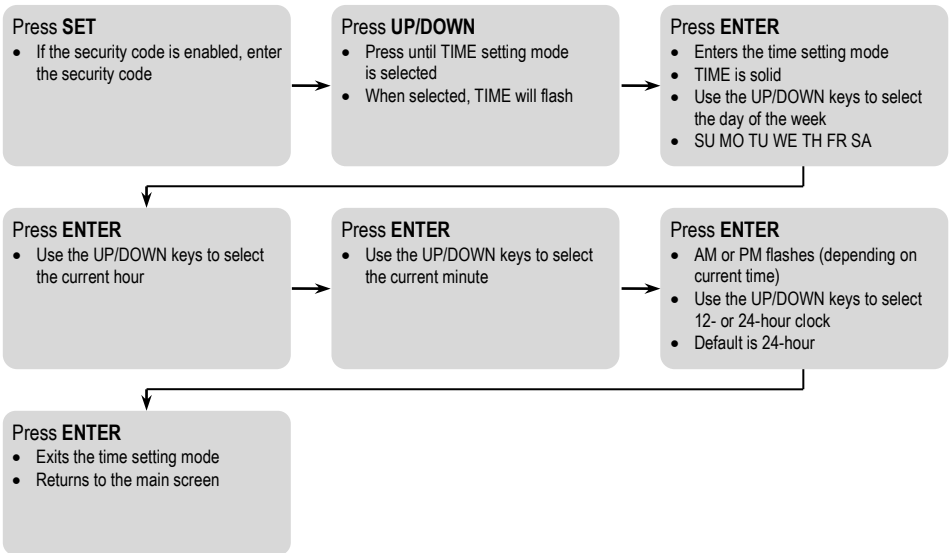 Press SET
• If the security code is enabled, enter
the security code
Press UP/DOWN
• Press until TIME setting mode
is selected
• When selected, TIME will flash
Press ENTER
• Enters the time setting mode
• TIME is solid
• Use the UP/DOWN keys to select
the day of the week
• SU MO TU WE TH FR SA
Press ENTER
• Use the UP/DOWN keys to select
the current hour
Press ENTER
• Use the UP/DOWN keys to select
the current minute
Press ENTER
• AM or PM flashes (depending on
current time)
• Use the UP/DOWN keys to select
12- or 24-hour clock
• Default is 24-hour
Press ENTER
• Exits the time setting mode
• Returns to the main screen